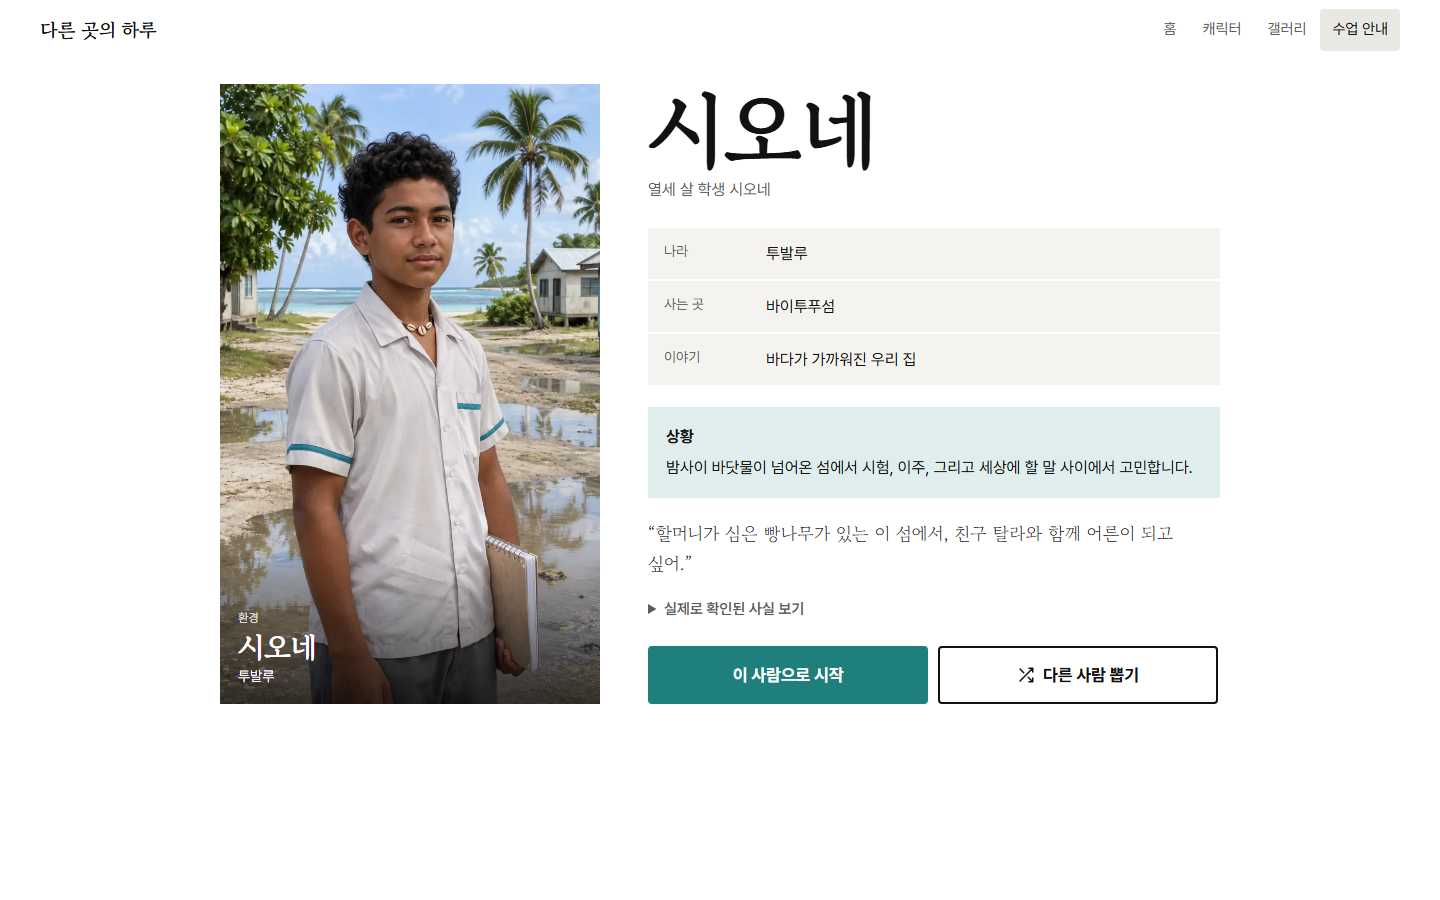 다른 곳의 하루
홈
캐릭터
갤러리
수업 안내
환경
시오네
투발루
시오네
열세 살 학생 시오네
나라
투발루
사는 곳
바이투푸섬
이야기
바다가 가까워진 우리 집
상황
밤사이 바닷물이 넘어온 섬에서 시험, 이주, 그리고 세상에 할 말 사이에서 고민합니다.
“할머니가 심은 빵나무가 있는 이 섬에서, 친구 탈라와 함께 어른이 되고
싶어.”
실제로 확인된 사실 보기
이 사람으로 시작
다른 사람 뽑기